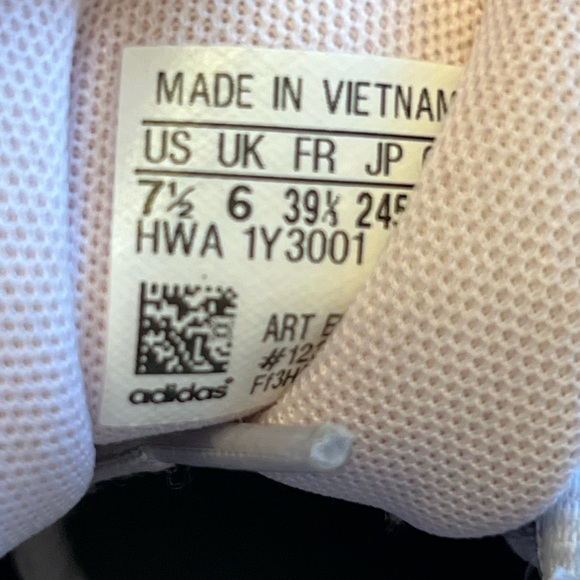 MADE IN VIETNAM
US UK FR JP
7½ 6 39⅓ 245
HWA 1Y3001
ART
adidas